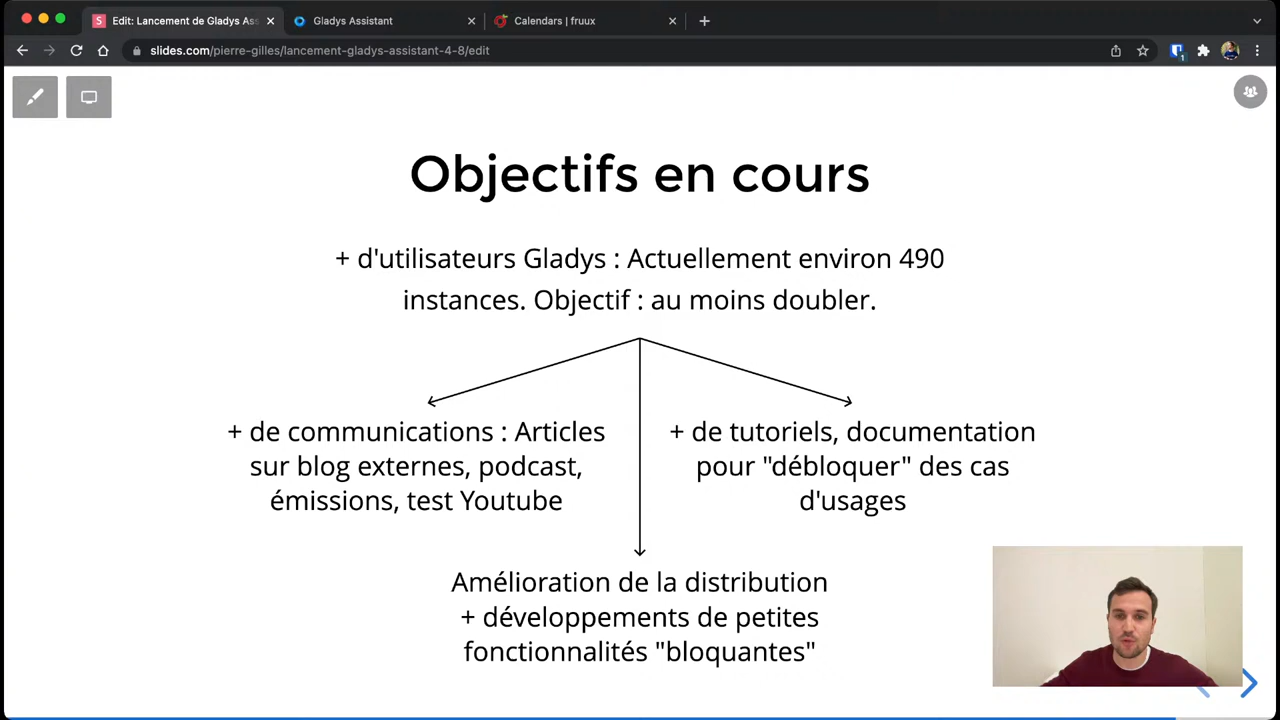 Edit: Lancement de Gladys Ass
Gladys Assistant
Calendars | fruux
slides.com/pierre-gilles/lancement-gladys-assistant-4-8/edit
1
Objectifs en cours
+ d'utilisateurs Gladys : Actuellement environ 490
instances. Objectif : au moins doubler.
+ de communications : Articles
sur blog externes, podcast,
émissions, test Youtube
+ de tutoriels, documentation
pour "débloquer" des cas
d'usages
Amélioration de la distribution
+ développements de petites
fonctionnalités "bloquantes"